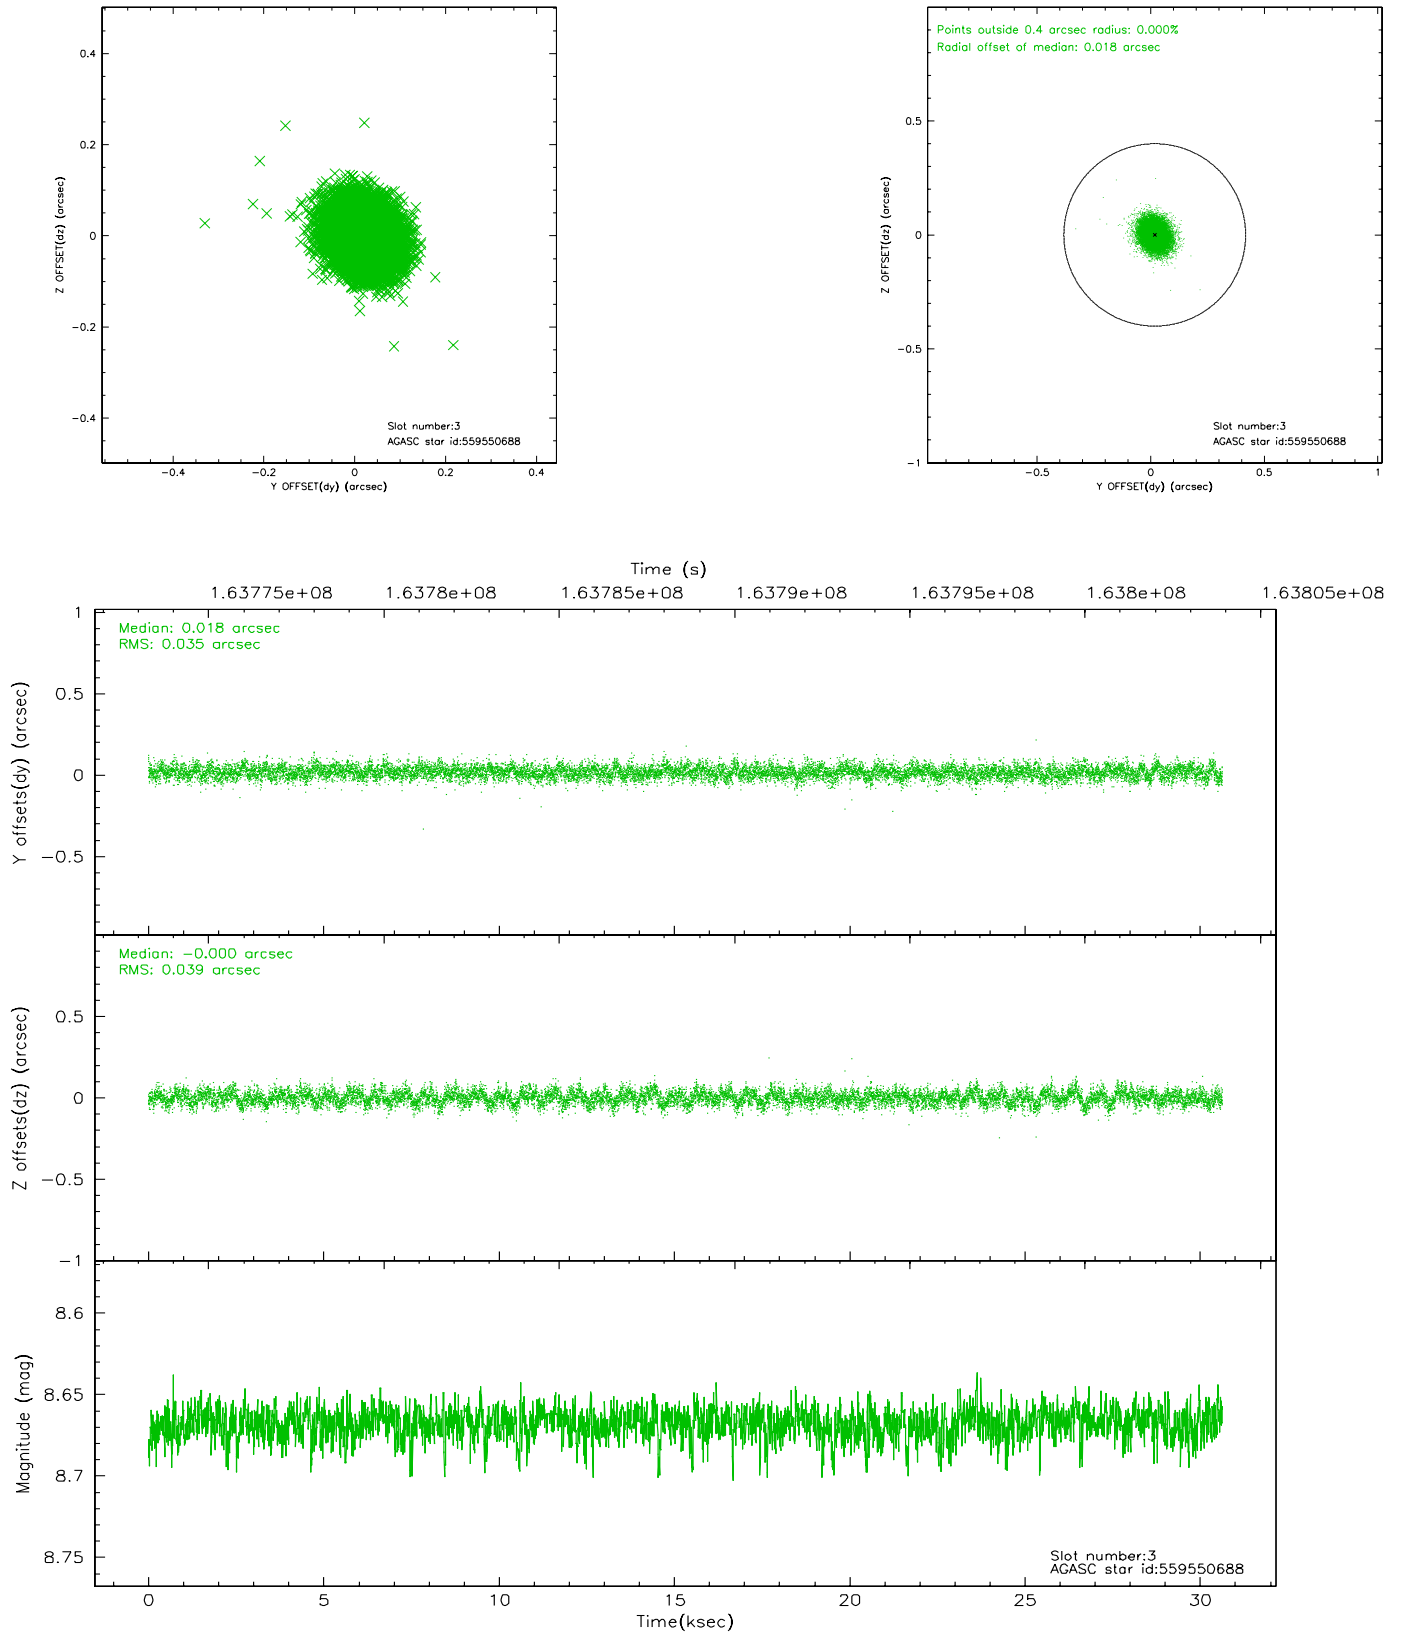 0.4
0.2
0
-0.2
-0.4
Z OFFSET(dz) (arcsec)
-0.4
-0.2
0
0.2
0.4
Y OFFSET(dy) (arcsec)
Slot number:3
AGASC star id:559550688
Points outside 0.4 arcsec radius: 0.000%
Radial offset of median: 0.018 arcsec
0.5
0
-0.5
-1
Z OFFSET(dz) (arcsec)
-0.5
0
0.5
1
Y OFFSET(dy) (arcsec)
Slot number:3
AGASC star id:559550688
Time (s)
1.63775e+08
1.6378e+08
1.63785e+08
1.6379e+08
1.63795e+08
1.638e+08
1.63805e+08
Median: 0.018 arcsec
RMS: 0.035 arcsec
1
0.5
0
-0.5
Y offsets(dy) (arcsec)
Median: -0.000 arcsec
RMS: 0.039 arcsec
0.5
0
-0.5
-1
Z offsets(dz) (arcsec)
8.6
8.65
8.7
8.75
Magnitude (mag)
Slot number:3
AGASC star id:559550688
0
5
10
15
20
25
30
Time(ksec)